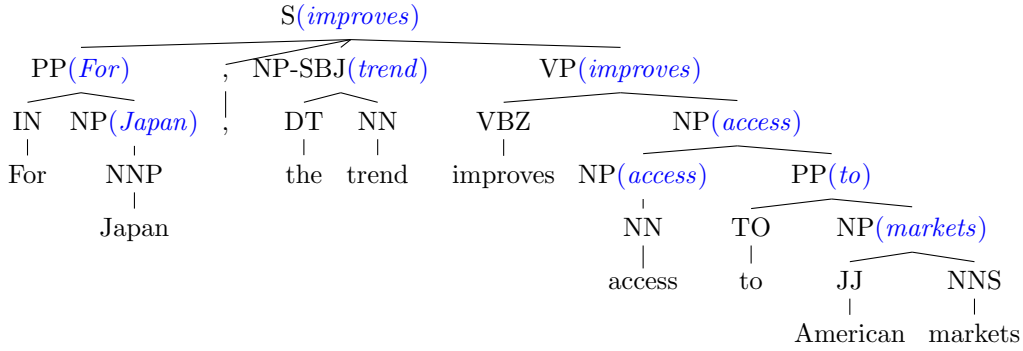 S(improves)
PP(For) , NP-SBJ(trend) VP(improves)
IN NP(Japan) , DT NN VBZ NP(access)
For NNP the trend improves NP(access) PP(to)
Japan NN TO NP(markets)
access to JJ NNS
American markets